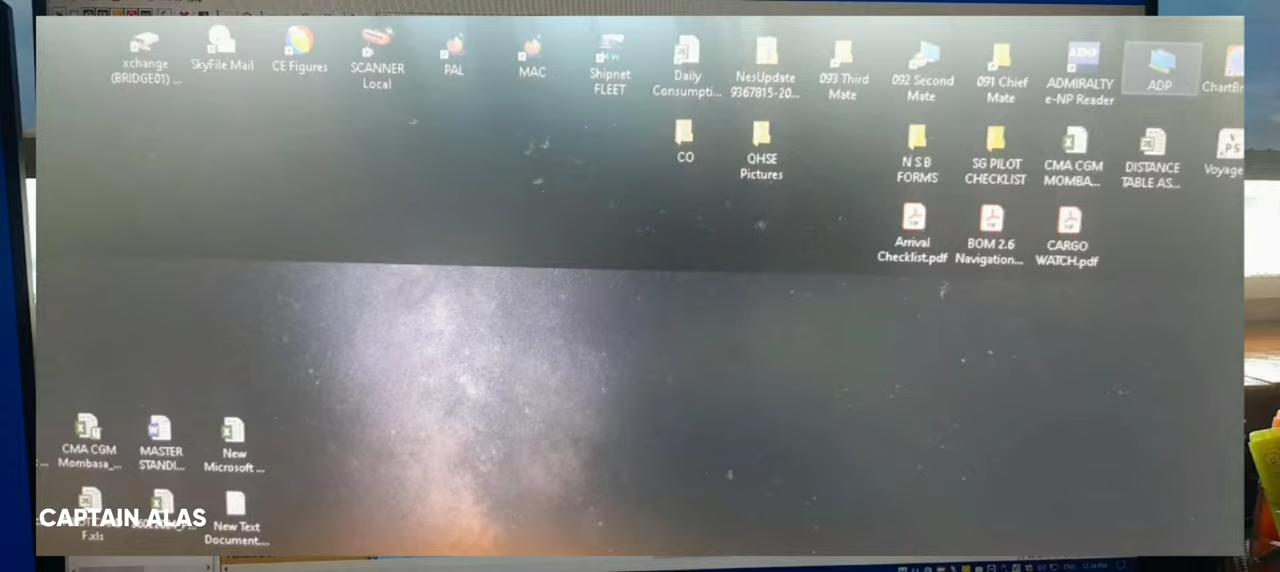 xchange
(BRIDGE01) ...
SkyFile Mail
CE Figures
SCANNER
Local
PAL
MAC
Shipnet
FLEET
Daily
Consumpti...
NesUpdate
9367815-20...
093 Third
Mate
092 Second
Mate
091 Chief
Mate
ADMIRALTY
e-NP Reader
ADP
ChartBr
CO
QHSE
Pictures
N S B
FORMS
SG PILOT
CHECKLIST
CMA CGM
MOMBA...
DISTANCE
TABLE AS...
Voyage
Arrival
Checklist.pdf
BOM 2.6
Navigation...
CARGO
WATCH.pdf
CMA CGM
Mombasa_...
MASTER
STANDI...
New
Microsoft ...
F.xls
New Text
Document...
CAPTAIN ALAS